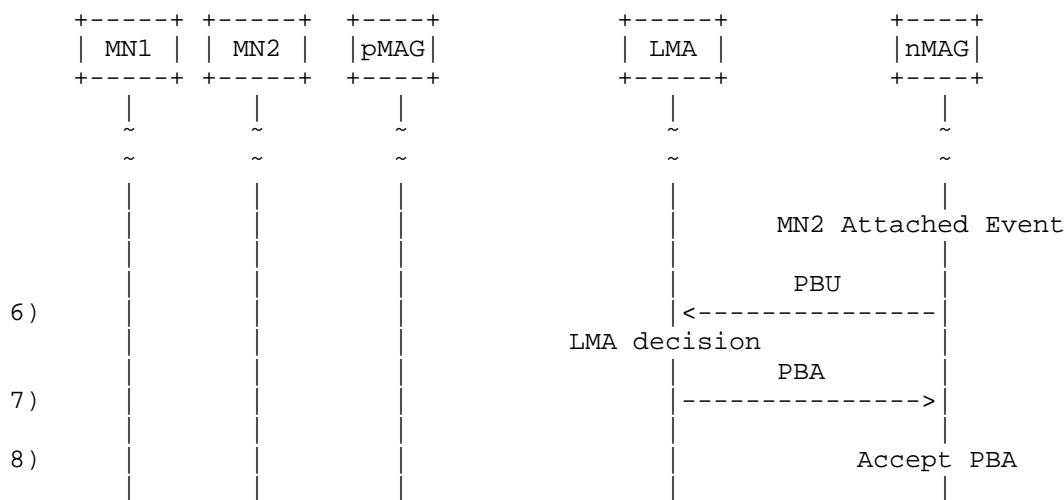 MN1 MN2 pMAG LMA nMAG
MN2 Attached Event
PBU
6)
LMA decision
PBA
7)
8) Accept PBA